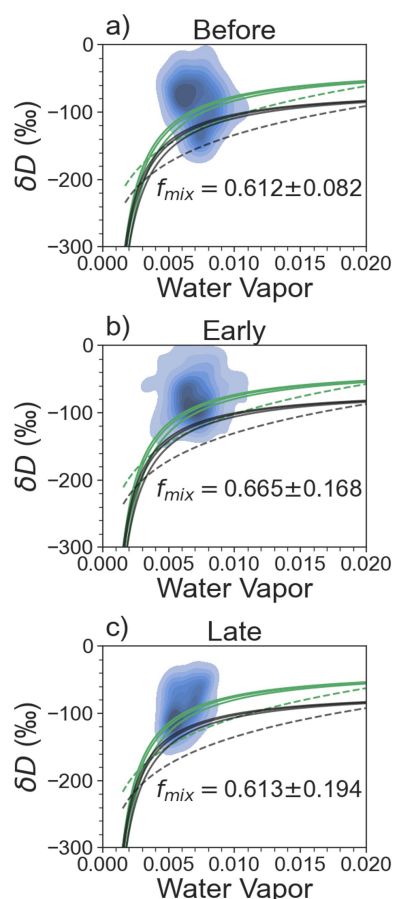 a)
Before
0
−100
−200
−300
δD (‰)
f_mix = 0.612±0.082
0.000 0.005 0.010 0.015 0.020
Water Vapor
b)
Early
0
−100
−200
−300
δD (‰)
f_mix = 0.665±0.168
0.000 0.005 0.010 0.015 0.020
Water Vapor
c)
Late
0
−100
−200
−300
δD (‰)
f_mix = 0.613±0.194
0.000 0.005 0.010 0.015 0.020
Water Vapor